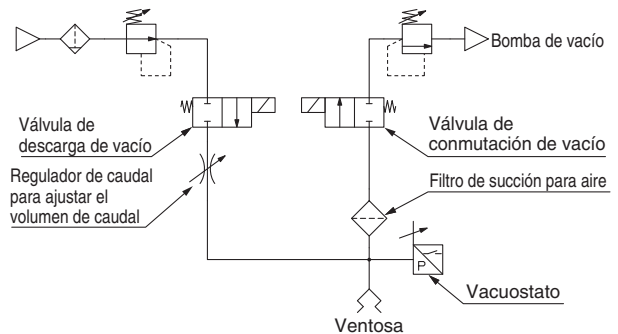 Bomba de vacío
Válvula de
descarga de vacío
Válvula de
conmutación de vacío
Regulador de caudal
para ajustar el
volumen de caudal
Filtro de succión para aire
P
Vacuostato
Ventosa